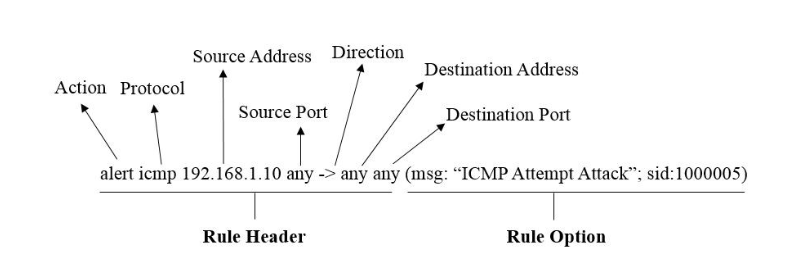 Source Address
Direction
Destination Address
Action
Protocol
Source Port
Destination Port
alert icmp 192.168.1.10 any -> any any (msg: “ICMP Attempt Attack”; sid:1000005)
Rule Header
Rule Option